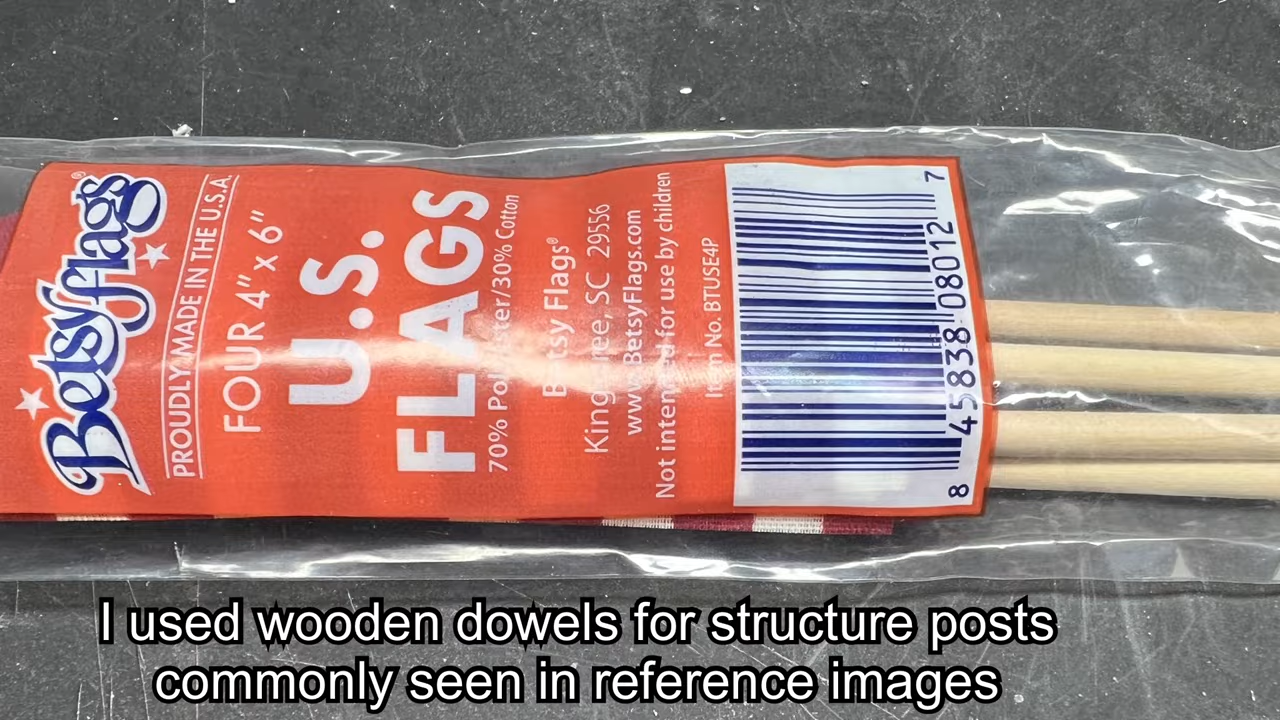 Betsyflags®
PROUDLY MADE IN THE U.S.A.
FOUR 4" x 6"
U.S.
FLAGS
70% Polyester/30% Cotton
Betsy Flags®
Kingstree, SC 29556
www.BetsyFlags.com
Not intended for use by children
Item No. BTUSE4P
8 45838 08012 7
I used wooden dowels for structure posts
commonly seen in reference images